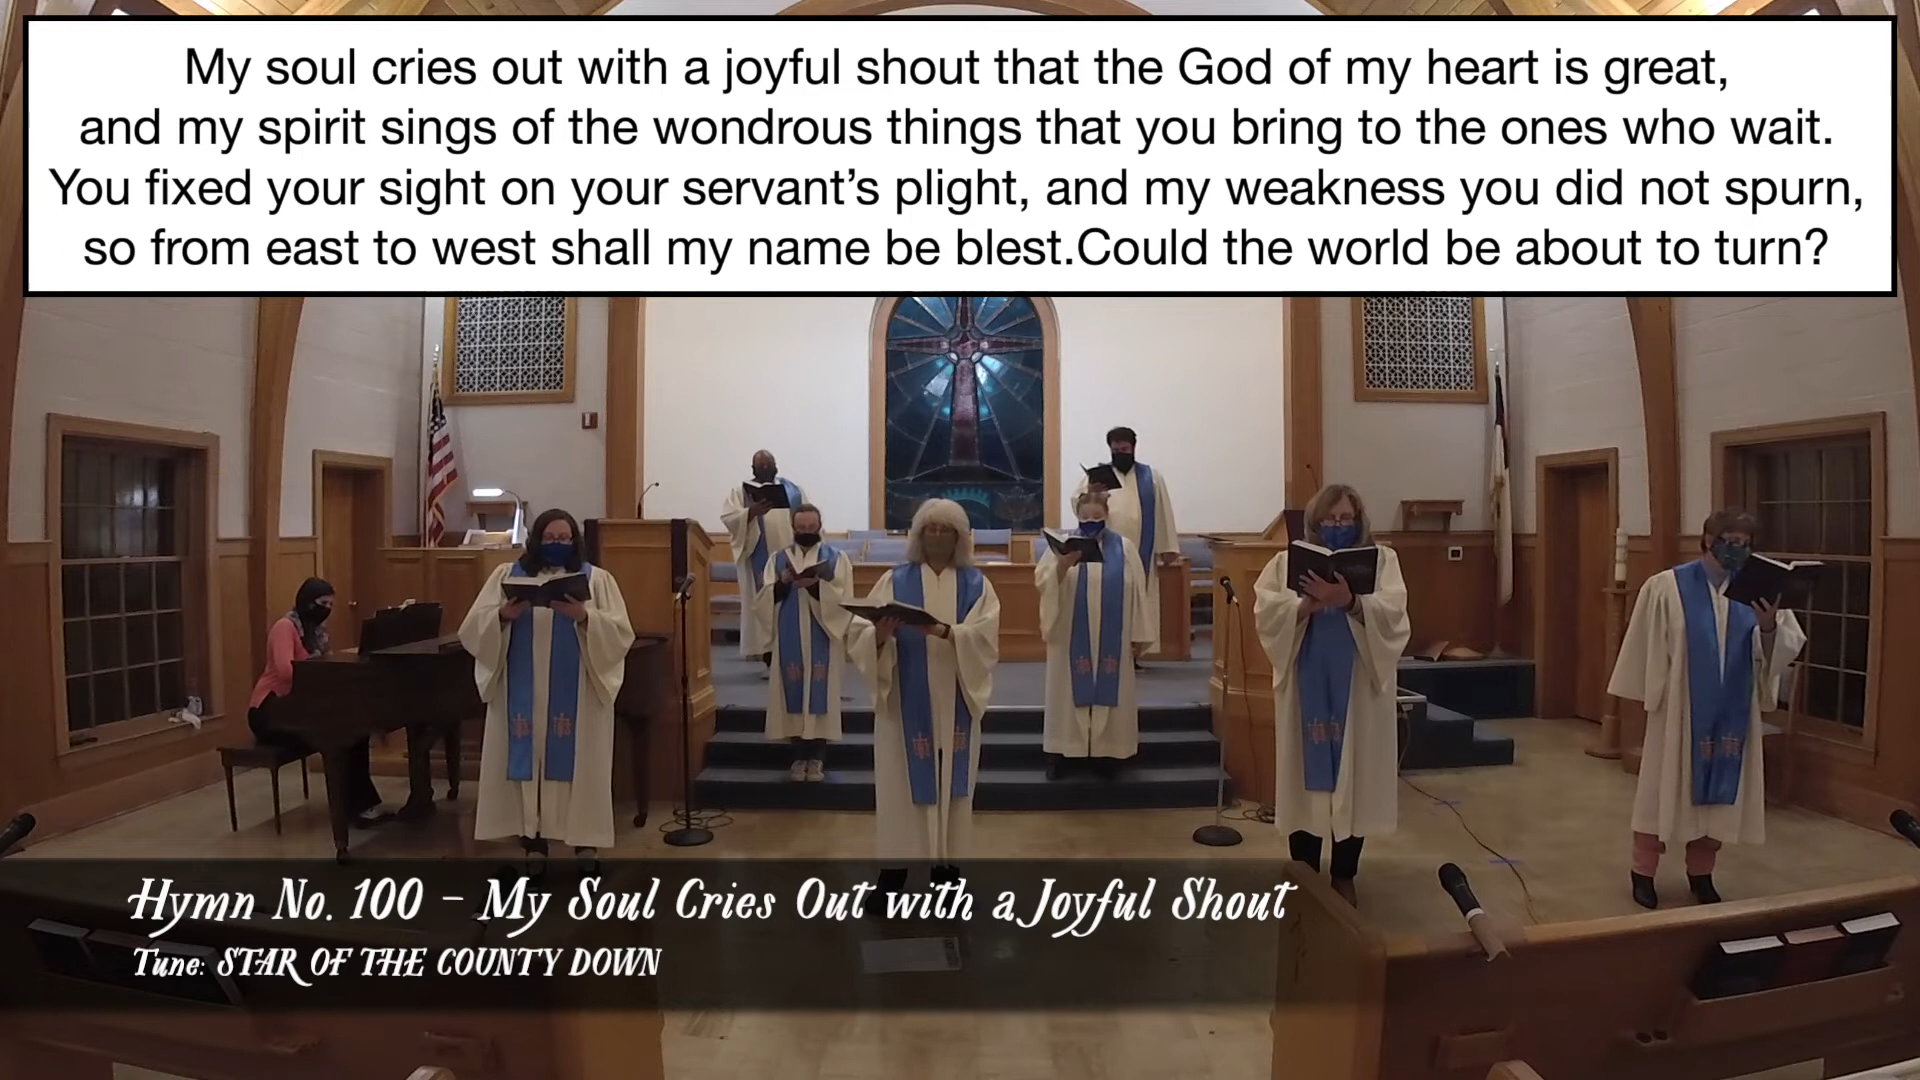 My soul cries out with a joyful shout that the God of my heart is great,
and my spirit sings of the wondrous things that you bring to the ones who wait.
You fixed your sight on your servant’s plight, and my weakness you did not spurn,
so from east to west shall my name be blest.Could the world be about to turn?
Hymn No. 100 - My Soul Cries Out with a Joyful Shout
Tune: STAR OF THE COUNTY DOWN